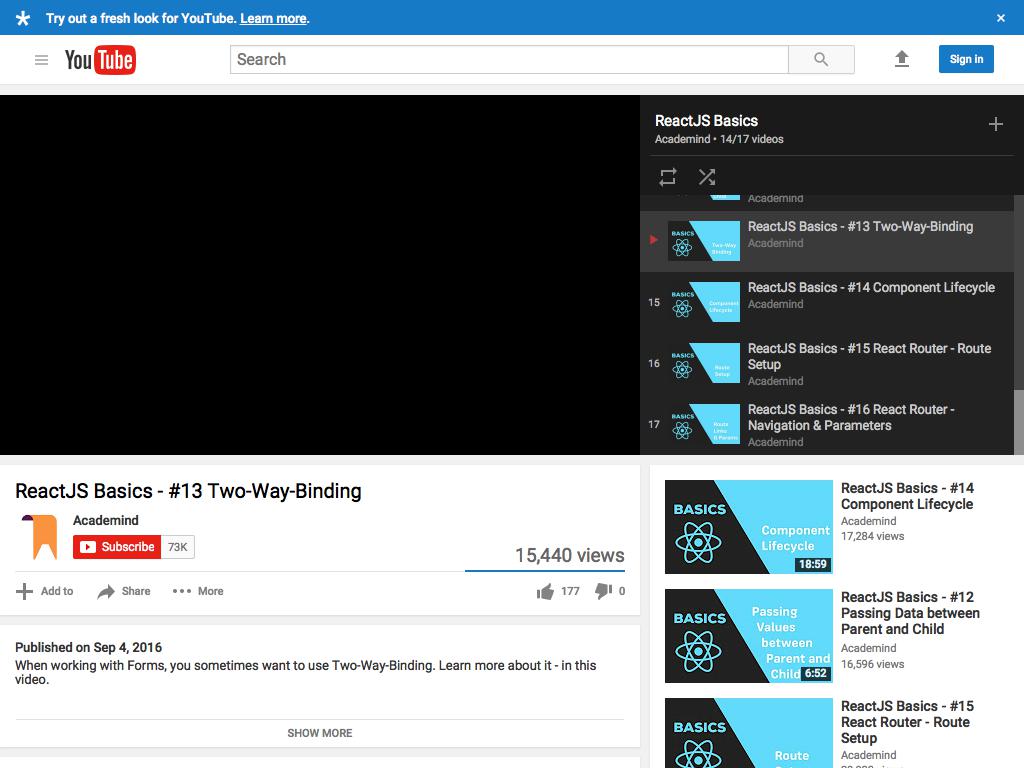 Try out a fresh look for YouTube. Learn more.
YouTube
Search
Sign in
ReactJS Basics
Academind • 14/17 videos
Academind
BASICS
Two-Way
Binding
ReactJS Basics - #13 Two-Way-Binding
Academind
15
BASICS
Component
Lifecycle
ReactJS Basics - #14 Component Lifecycle
Academind
16
BASICS
Route
Setup
ReactJS Basics - #15 React Router - Route
Setup
Academind
17
BASICS
Route
Links
& Params
ReactJS Basics - #16 React Router -
Navigation & Parameters
Academind
ReactJS Basics - #13 Two-Way-Binding
Academind
Subscribe 73K
15,440 views
Add to Share More 177 0
Published on Sep 4, 2016
When working with Forms, you sometimes want to use Two-Way-Binding. Learn more about it - in this
video.
SHOW MORE
BASICS
Component
Lifecycle
18:59
ReactJS Basics - #14
Component Lifecycle
Academind
17,284 views
BASICS
Passing
Values
between
Parent and
Child
6:52
ReactJS Basics - #12
Passing Data between
Parent and Child
Academind
16,596 views
BASICS
Route
ReactJS Basics - #15
React Router - Route
Setup
Academind